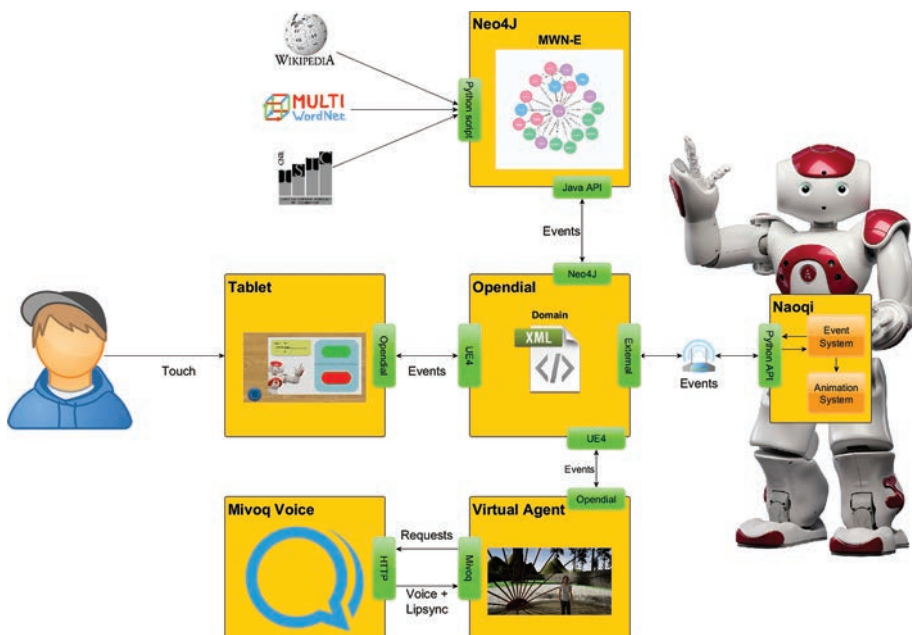 Neo4J
MWN-E
WIKIPEDIA
MULTI
WordNet
Python script
CNR
Java API
Events
Neo4J
Tablet
Opendial
Naoqi
Domain
XML
</>
Touch
Opendial
Events
UE4
External
Events
Python API
Event
System
Animation
System
UE4
Events
Opendial
Mivoq Voice
Virtual Agent
Requests
HTTP
Mivoq
Voice +
Lipsync